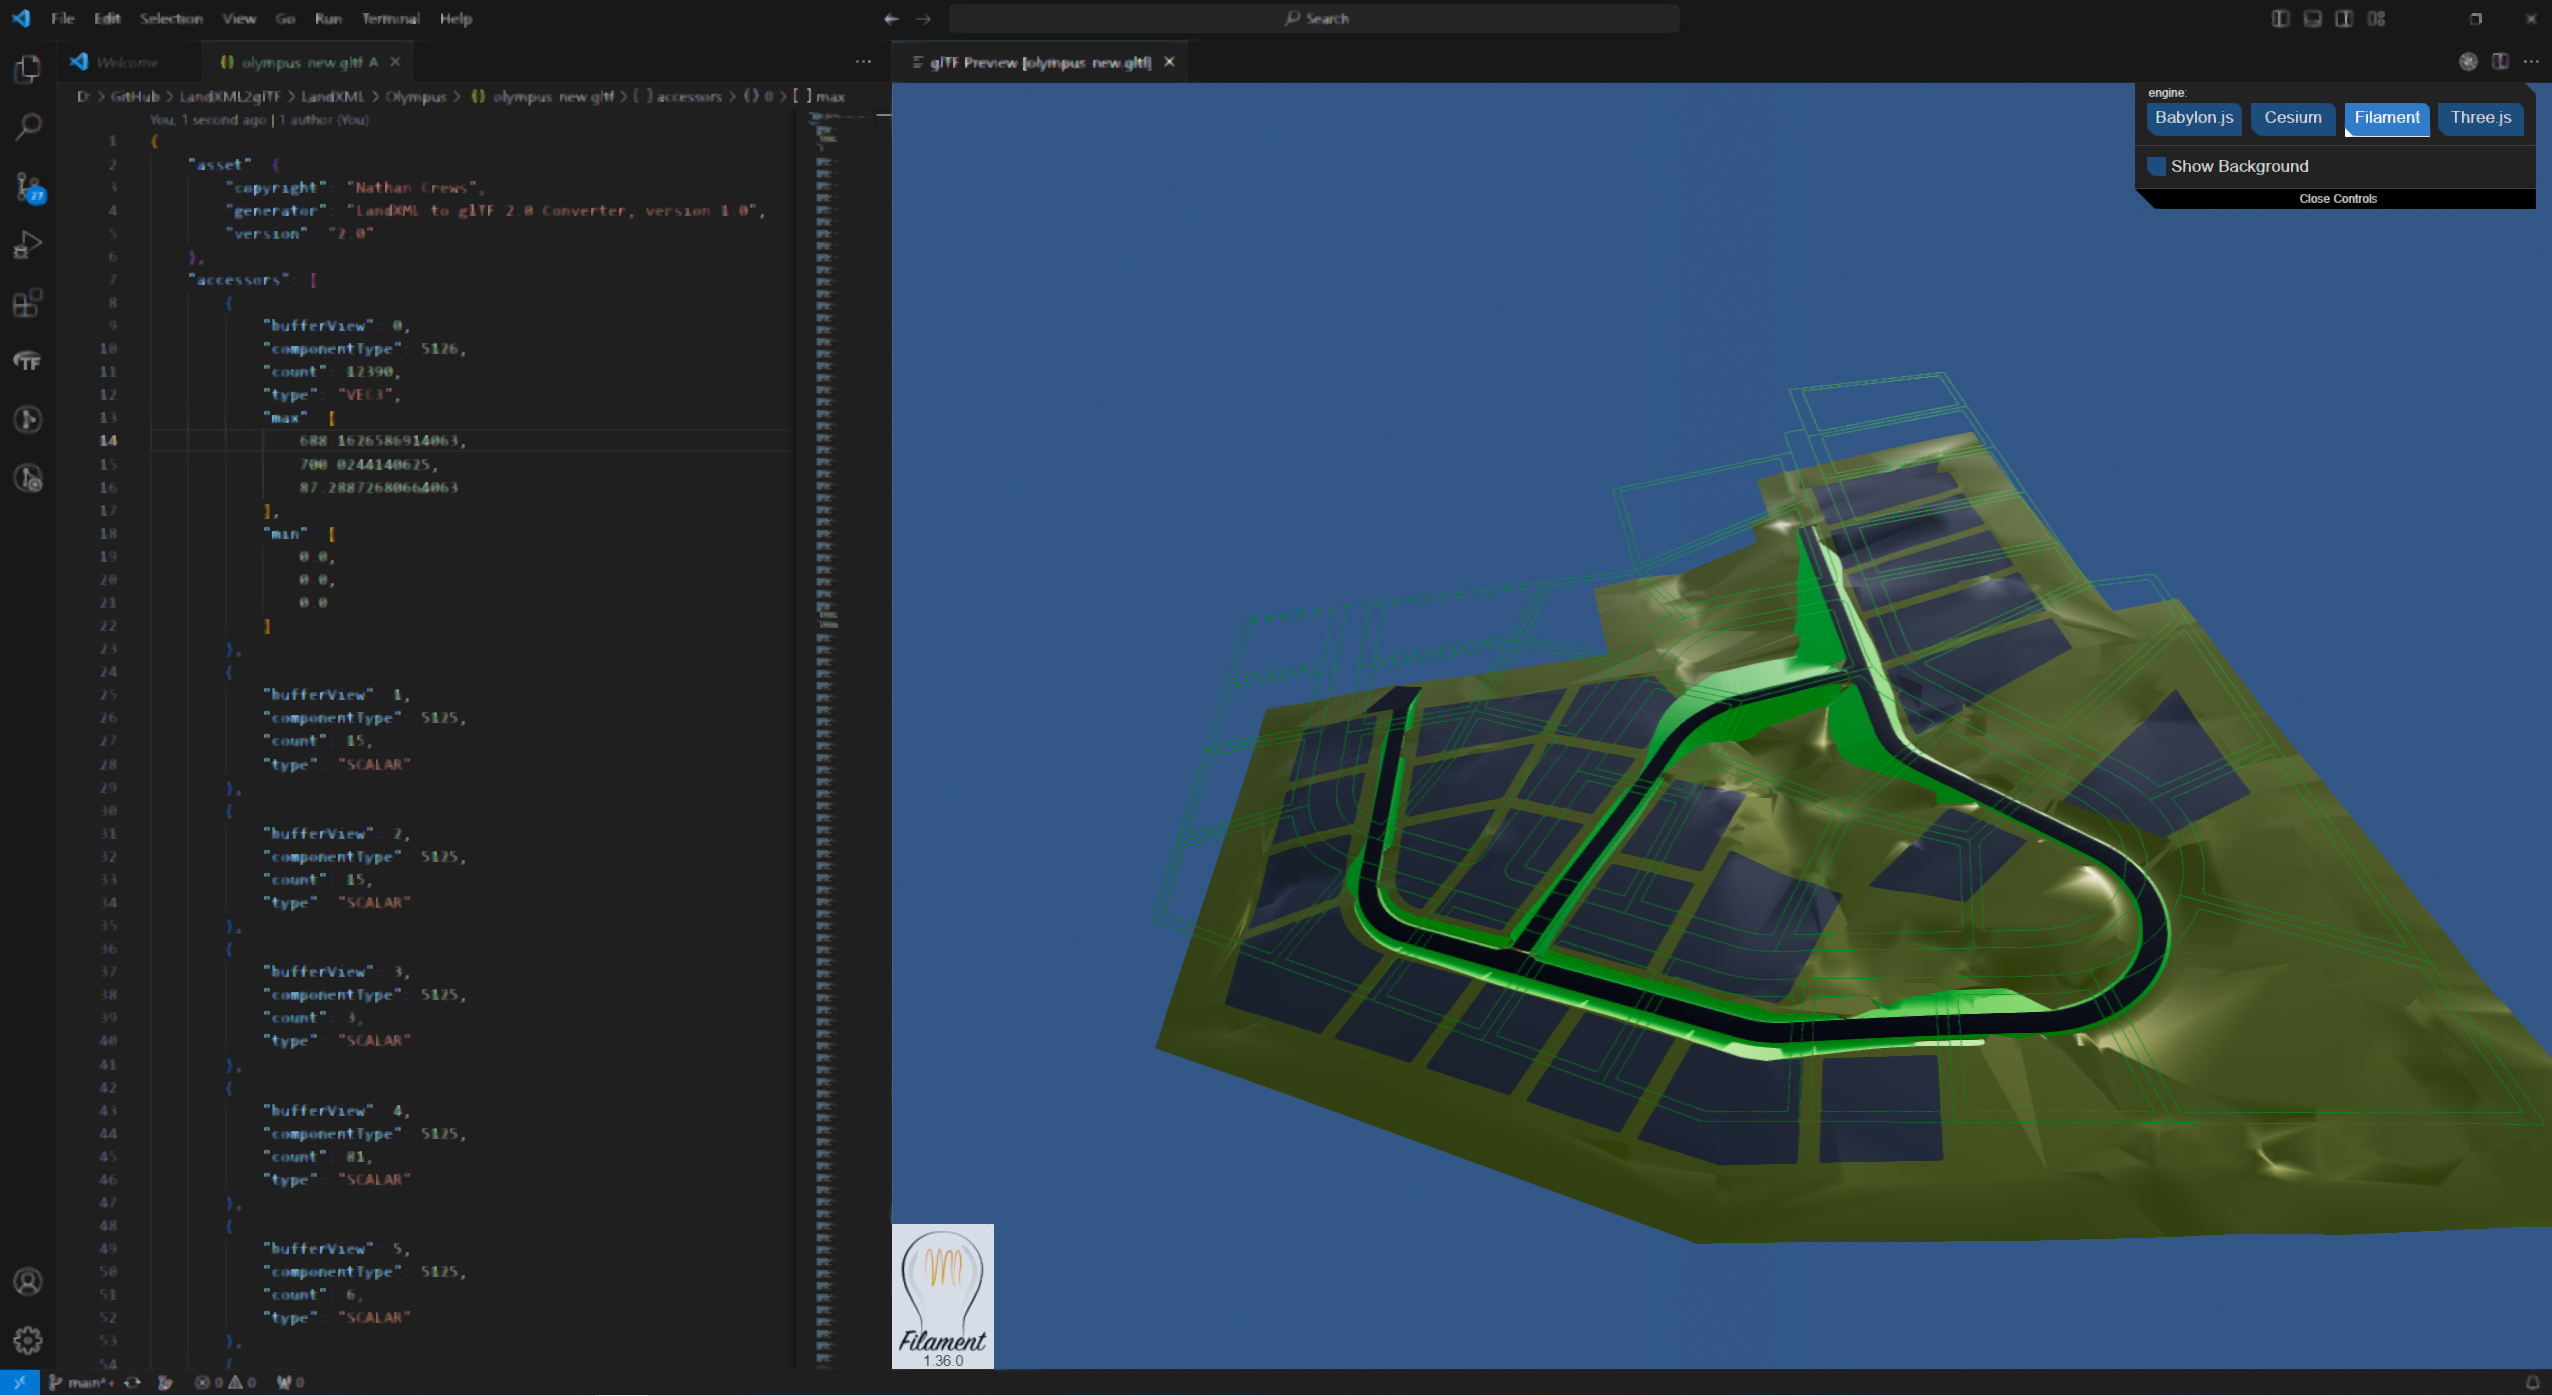 File Edit Selection View Go Run Terminal Help
Search
Welcome
olympus new.gltf A
glTF Preview [olympus new.gltf]
D: > GitHub > LandXML2glTF > LandXML > Olympus > {} olympus new.gltf > [ ] accessors > {} 0 > [ ] max
You, 1 second ago | 1 author (You)
1 {
2 "asset": {
3 "copyright": "Nathan Crews",
4 "generator": "LandXML to glTF 2.0 Converter, version 1.0",
5 "version": "2.0"
6 },
7 "accessors": [
8 {
9 "bufferView": 0,
10 "componentType": 5126,
11 "count": 12390,
12 "type": "VEC3",
13 "max": [
14 688.1626586914063,
15 700.0244140625,
16 87.28872680664063
17 ],
18 "min": [
19 0.0,
20 0.0,
21 0.0
22 ]
23 },
24 {
25 "bufferView": 1,
26 "componentType": 5125,
27 "count": 15,
28 "type": "SCALAR"
29 },
30 {
31 "bufferView": 2,
32 "componentType": 5125,
33 "count": 15,
34 "type": "SCALAR"
35 },
36 {
37 "bufferView": 3,
38 "componentType": 5125,
39 "count": 3,
40 "type": "SCALAR"
41 },
42 {
43 "bufferView": 4,
44 "componentType": 5125,
45 "count": 81,
46 "type": "SCALAR"
47 },
48 {
49 "bufferView": 5,
50 "componentType": 5125,
51 "count": 6,
52 "type": "SCALAR"
53 },
54 {
27
TF
engine:
Babylon.js Cesium Filament Three.js
Show Background
Close Controls
Filament
1.36.0
main*+ 0 0 0